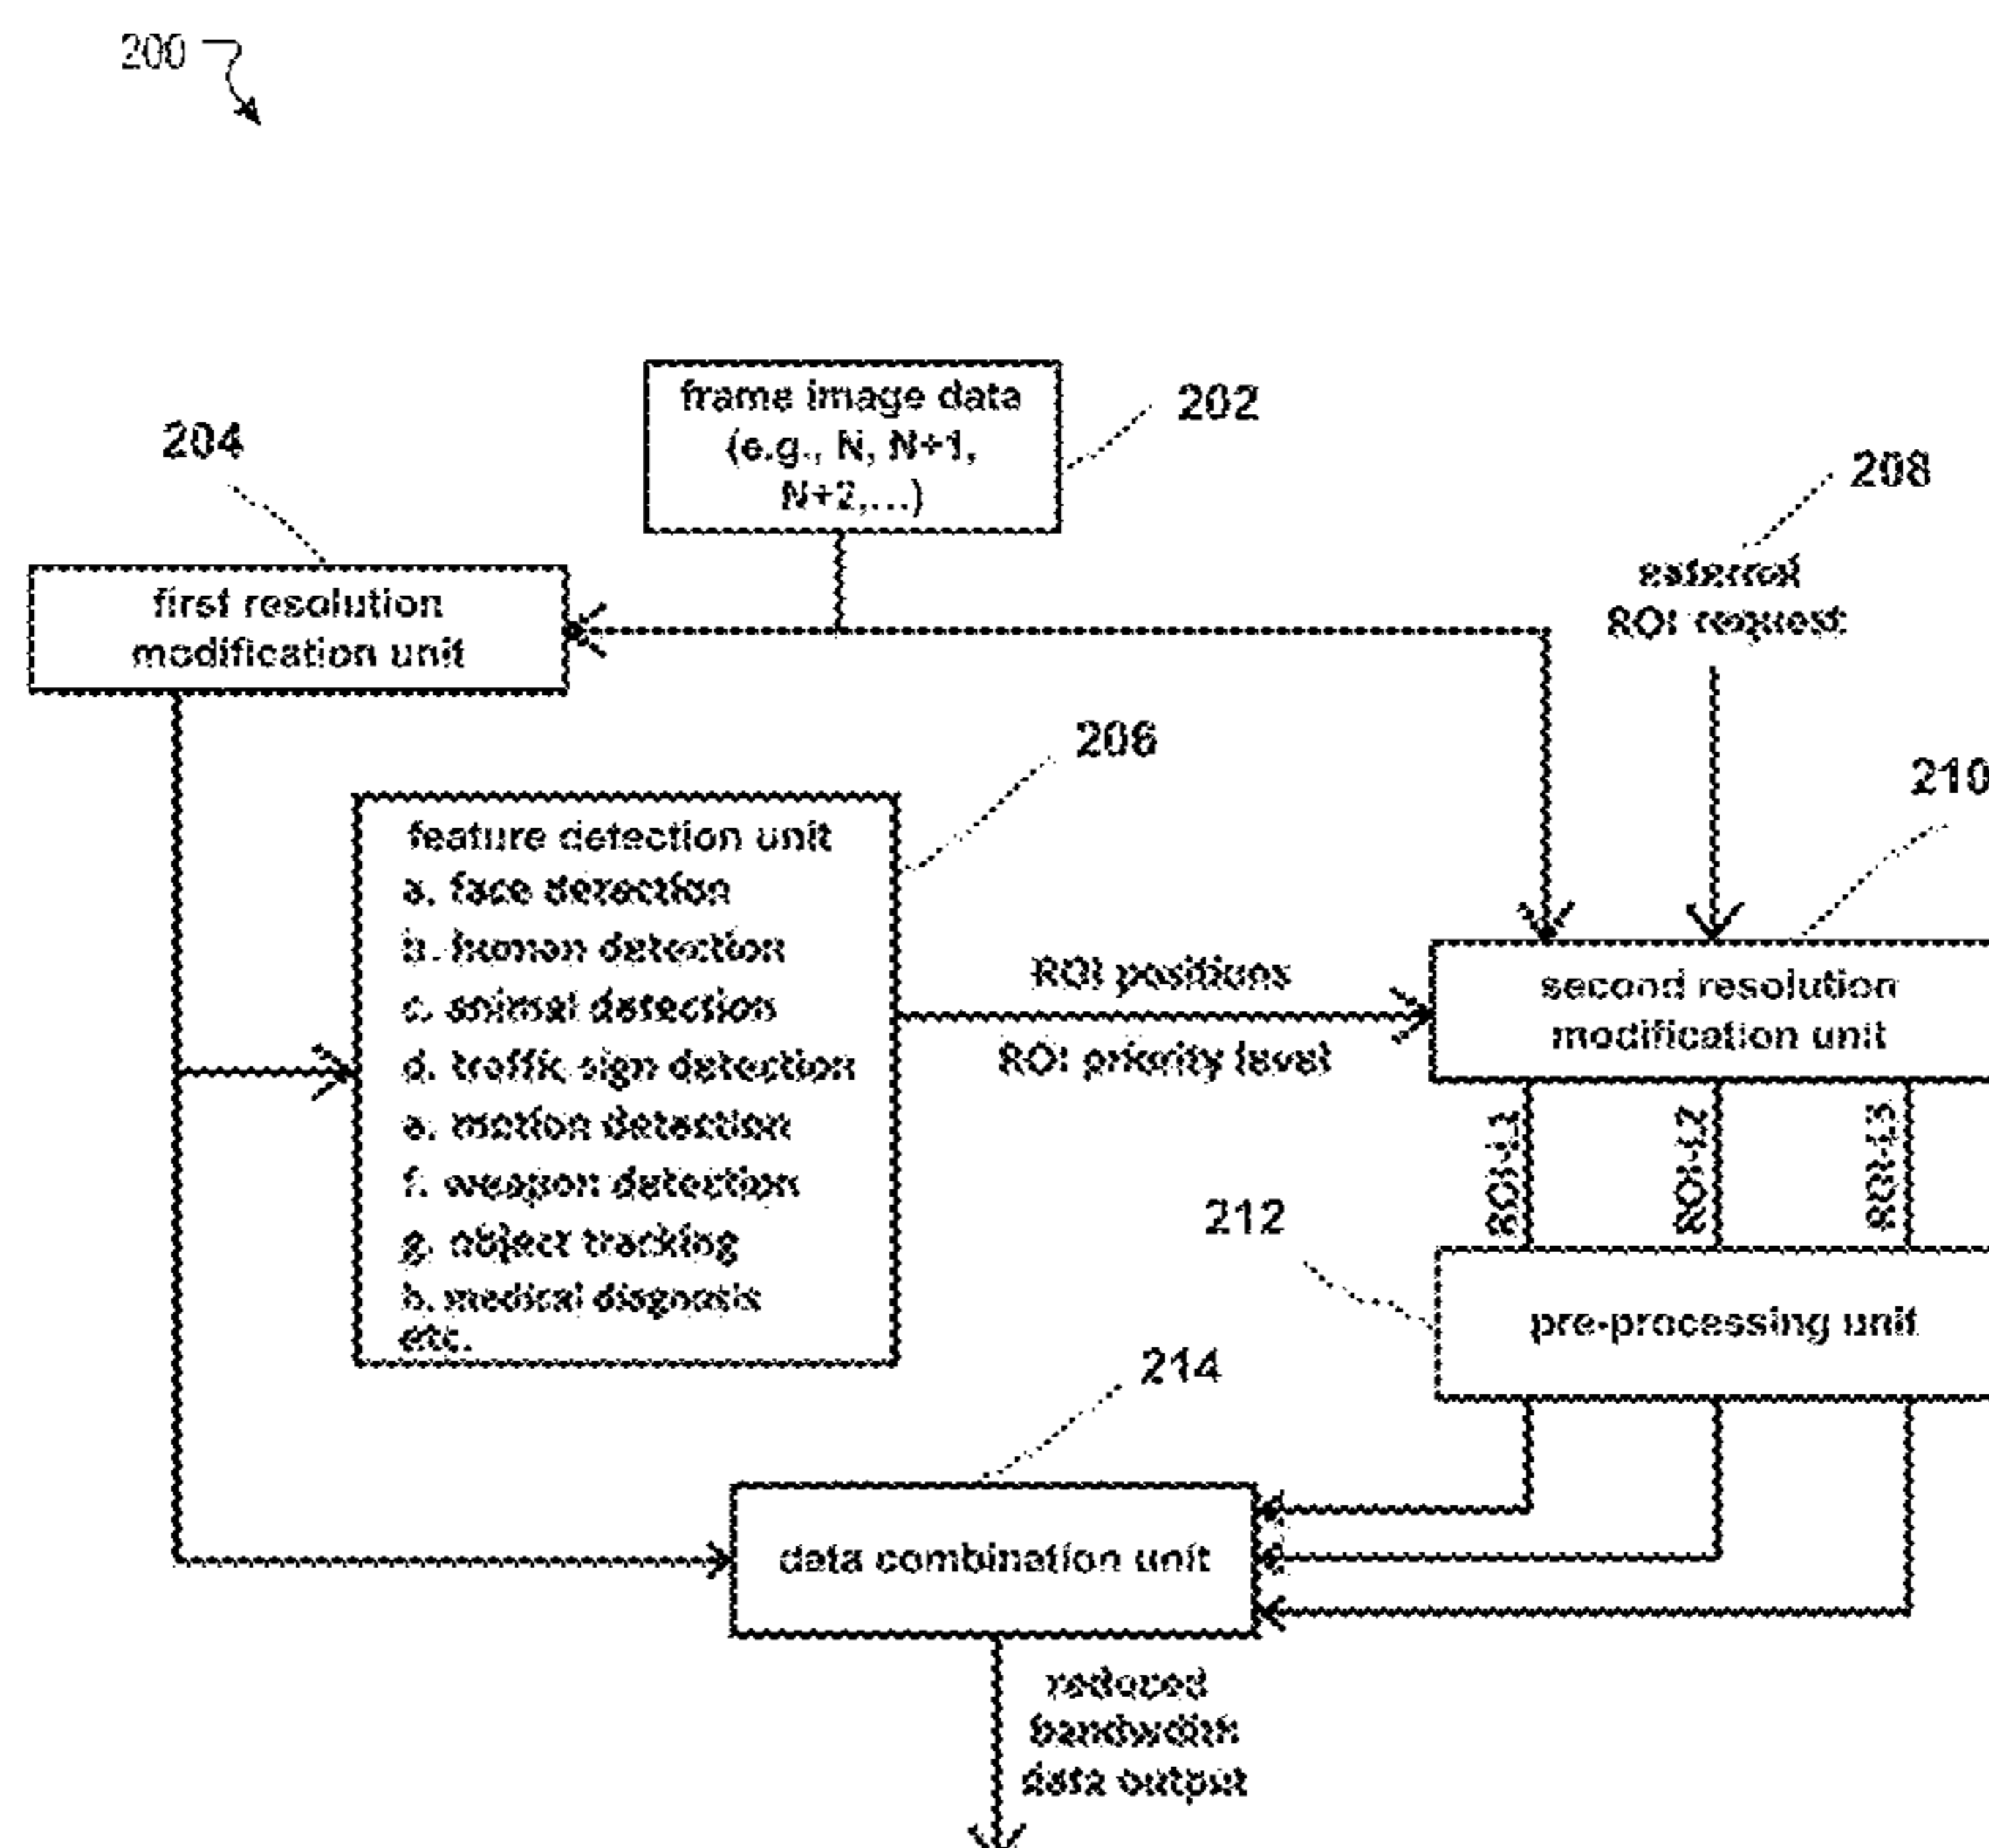 200
frame image data
(e.g., N, N+1,
N+2,...)
202
204
208
first resolution
modification unit
external
ROI request
206
210
feature detection unit
a. face detection
b. human detection
c. animal detection
d. traffic sign detection
e. motion detection
f. weapon detection
g. object tracking
h. medical diagnosis
etc.
ROI positions
ROI priority level
second resolution
modification unit
ROI-L1
ROI-L2
ROI-L3
212
pre-processing unit
214
data combination unit
reduced
bandwidth
data output